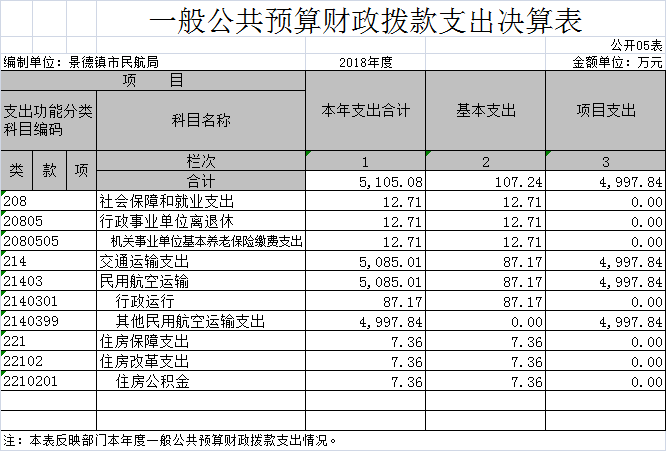 一般公共预算财政拨款支出决算表
公开05表
编制单位：景德镇市民航局 2018年度 金额单位：万元
项 目 本年支出合计 基本支出 项目支出
支出功能分类科目编码 科目名称
类 款 项 栏次 1 2 3
合计 5,105.08 107.24 4,997.84
208 社会保障和就业支出 12.71 12.71 0.00
20805 行政事业单位离退休 12.71 12.71 0.00
2080505 机关事业单位基本养老保险缴费支出 12.71 12.71 0.00
214 交通运输支出 5,085.01 87.17 4,997.84
21403 民用航空运输 5,085.01 87.17 4,997.84
2140301 行政运行 87.17 87.17 0.00
2140399 其他民用航空运输支出 4,997.84 0.00 4,997.84
221 住房保障支出 7.36 7.36 0.00
22102 住房改革支出 7.36 7.36 0.00
2210201 住房公积金 7.36 7.36 0.00
注：本表反映部门本年度一般公共预算财政拨款支出情况。